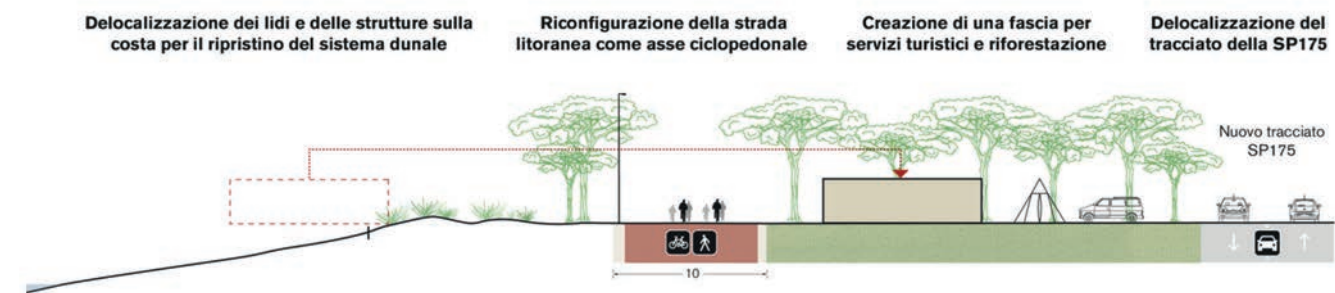 Delocalizzazione dei lidi e delle strutture sulla
costa per il ripristino del sistema dunale
Riconfigurazione della strada
litoranea come asse ciclopedonale
Creazione di una fascia per
servizi turistici e riforestazione
Delocalizzazione del
tracciato della SP175
Nuovo tracciato
SP175
10